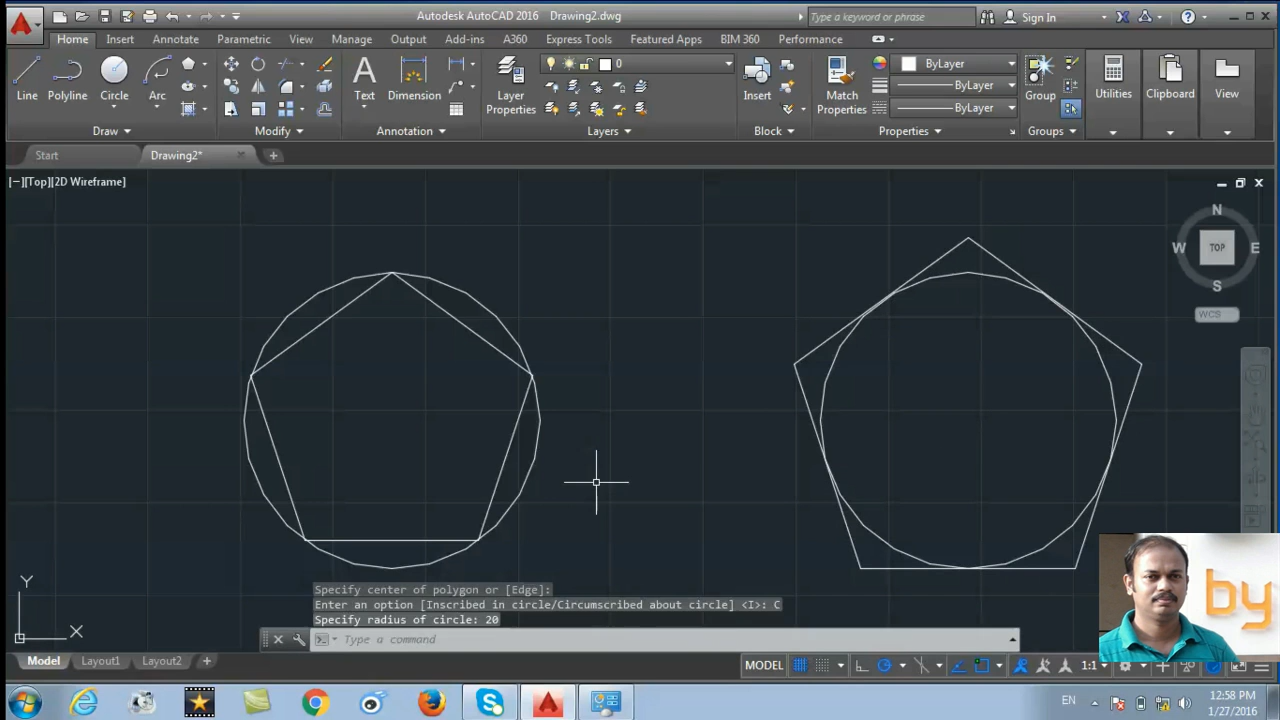 Autodesk AutoCAD 2016 Drawing2.dwg
Type a keyword or phrase
Sign In
Home Insert Annotate Parametric View Manage Output Add-ins A360 Express Tools Featured Apps BIM 360 Performance
Line Polyline Circle Arc
Text Dimension
Layer Properties
0
Insert
Match Properties
ByLayer
ByLayer
ByLayer
Group
Utilities
Clipboard
View
Draw Modify Annotation Layers Block Properties Groups
Start Drawing2*
[−][Top][2D Wireframe]
N
W TOP E
S
WCS
Y
X
Specify center of polygon or [Edge]:
Enter an option [Inscribed in circle/Circumscribed about circle] <I>: C
Specify radius of circle: 20
Type a command
by
Model Layout1 Layout2
MODEL
1:1
EN
12:58 PM
1/27/2016